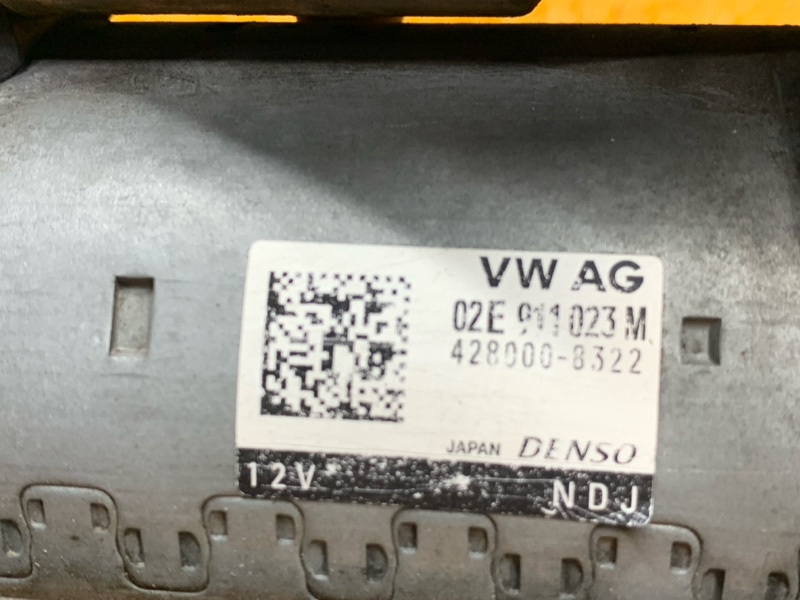 VW AG
02E 911 023 M
428000-8322
JAPAN DENSO
12V NDJ